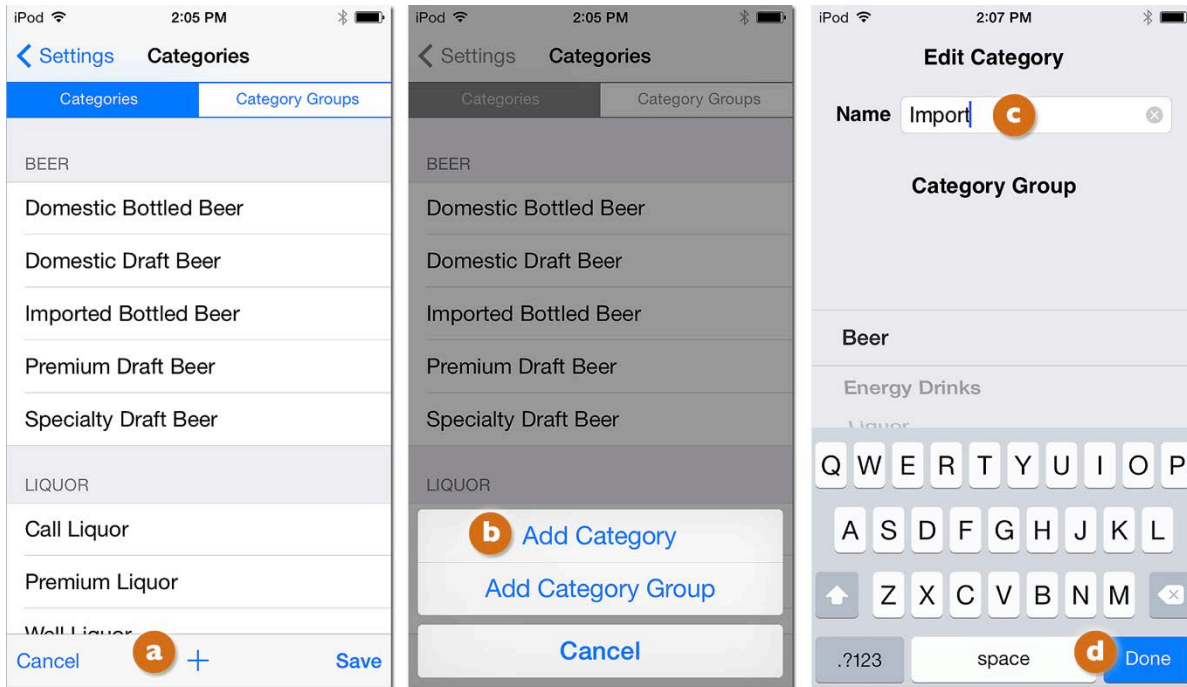 iPod 2:05 PM
Settings Categories
Categories Category Groups
BEER
Domestic Bottled Beer
Domestic Draft Beer
Imported Bottled Beer
Premium Draft Beer
Specialty Draft Beer
LIQUOR
Call Liquor
Premium Liquor
Well Liquor
Cancel a + Save
iPod 2:05 PM
Settings Categories
Categories Category Groups
BEER
Domestic Bottled Beer
Domestic Draft Beer
Imported Bottled Beer
Premium Draft Beer
Specialty Draft Beer
LIQUOR
b Add Category
Add Category Group
Cancel
iPod 2:07 PM
Edit Category
Name Import c
Category Group
Beer
Energy Drinks
Liquor
Q W E R T Y U I O P
A S D F G H J K L
Z X C V B N M
.?123 space d Done